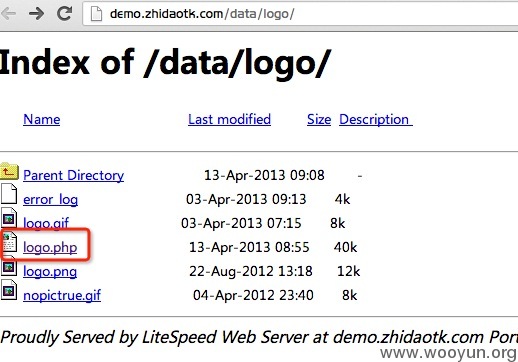 demo.zhidaotk.com/data/logo/
Index of /data/logo/
Name Last modified Size Description
Parent Directory 13-Apr-2013 09:08 -
error_log 03-Apr-2013 09:13 4k
logo.gif 03-Apr-2013 07:15 8k
logo.php 13-Apr-2013 08:55 40k
logo.png 22-Aug-2012 13:18 12k
nopictrue.gif 04-Apr-2012 23:40 8k
Proudly Served by LiteSpeed Web Server at demo.zhidaotk.com Port
www.wooyun.org